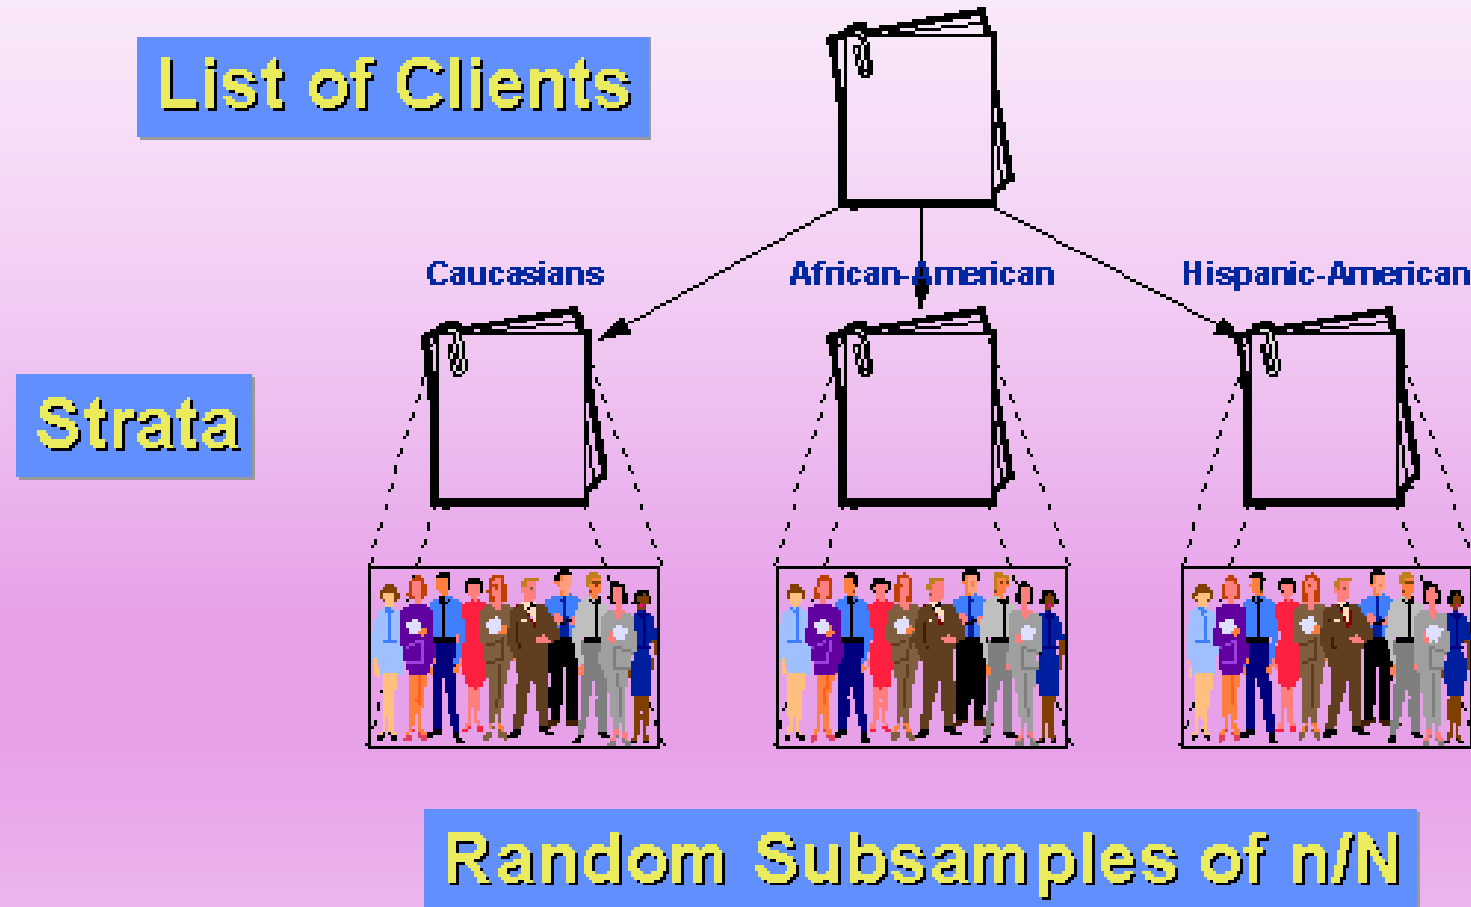 List of Clients
Caucasians
African-American
Hispanic-American
Strata
Random Subsamples of n/N